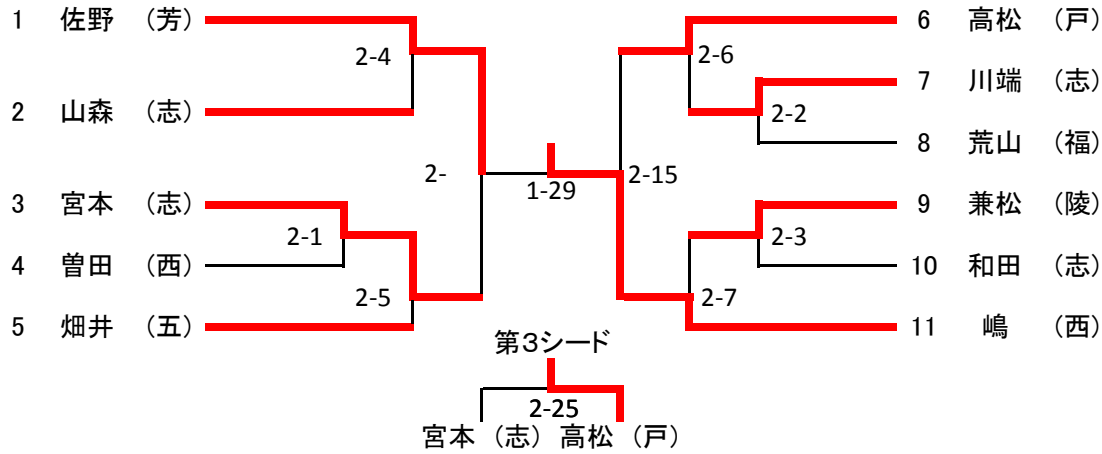 1 佐野 (芳)
2-4
2 山森 (志)
2-
3 宮本 (志)
2-1
4 曽田 (西)
2-5
5 畑井 (五)
1-29
6 高松 (戸)
2-6
7 川端 (志)
2-2
8 荒山 (福)
2-15
9 兼松 (陵)
2-3
10 和田 (志)
2-7
11 嶋 (西)
第3シード
2-25
宮本 (志) 高松 (戸)